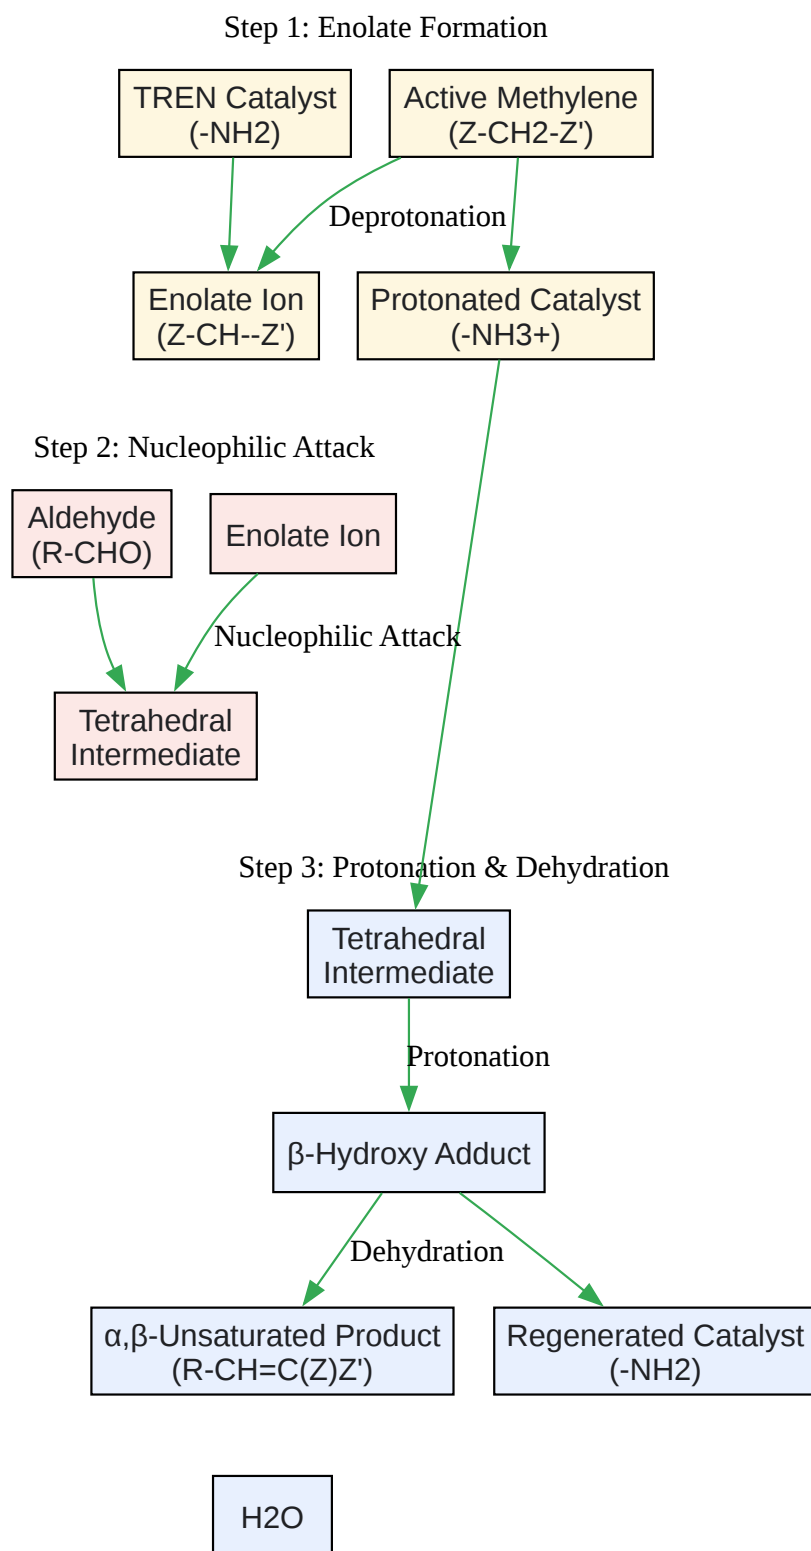 Step 1: Enolate Formation
TREN Catalyst
(-NH2)
Active Methylene
(Z-CH2-Z')
Deprotonation
Enolate Ion
(Z-CH--Z')
Protonated Catalyst
(-NH3+)
Step 2: Nucleophilic Attack
Aldehyde
(R-CHO)
Enolate Ion
Nucleophilic Attack
Tetrahedral
Intermediate
Step 3: Protonation & Dehydration
Tetrahedral
Intermediate
Protonation
β-Hydroxy Adduct
Dehydration
α,β-Unsaturated Product
(R-CH=C(Z)Z')
Regenerated Catalyst
(-NH2)
H2O